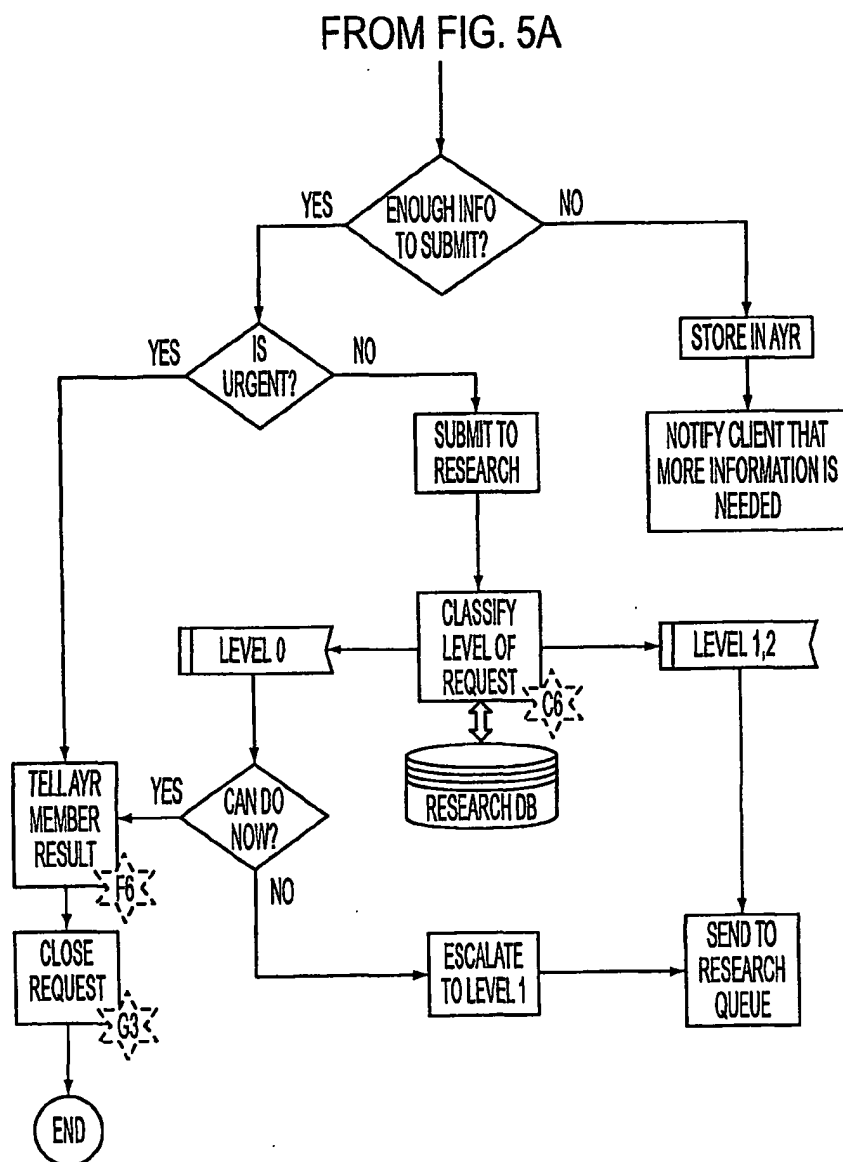 FROM FIG. 5A
YES
ENOUGH INFO
TO SUBMIT?
NO
YES
IS
URGENT?
NO
STORE IN AYR
SUBMIT TO
RESEARCH
NOTIFY CLIENT THAT
MORE INFORMATION IS
NEEDED
LEVEL 0
CLASSIFY
LEVEL OF
REQUEST
C6
LEVEL 1,2
RESEARCH DB
TELL AYR
MEMBER
RESULT
F6
YES
CAN DO
NOW?
NO
CLOSE
REQUEST
G3
ESCALATE
TO LEVEL 1
SEND TO
RESEARCH
QUEUE
END